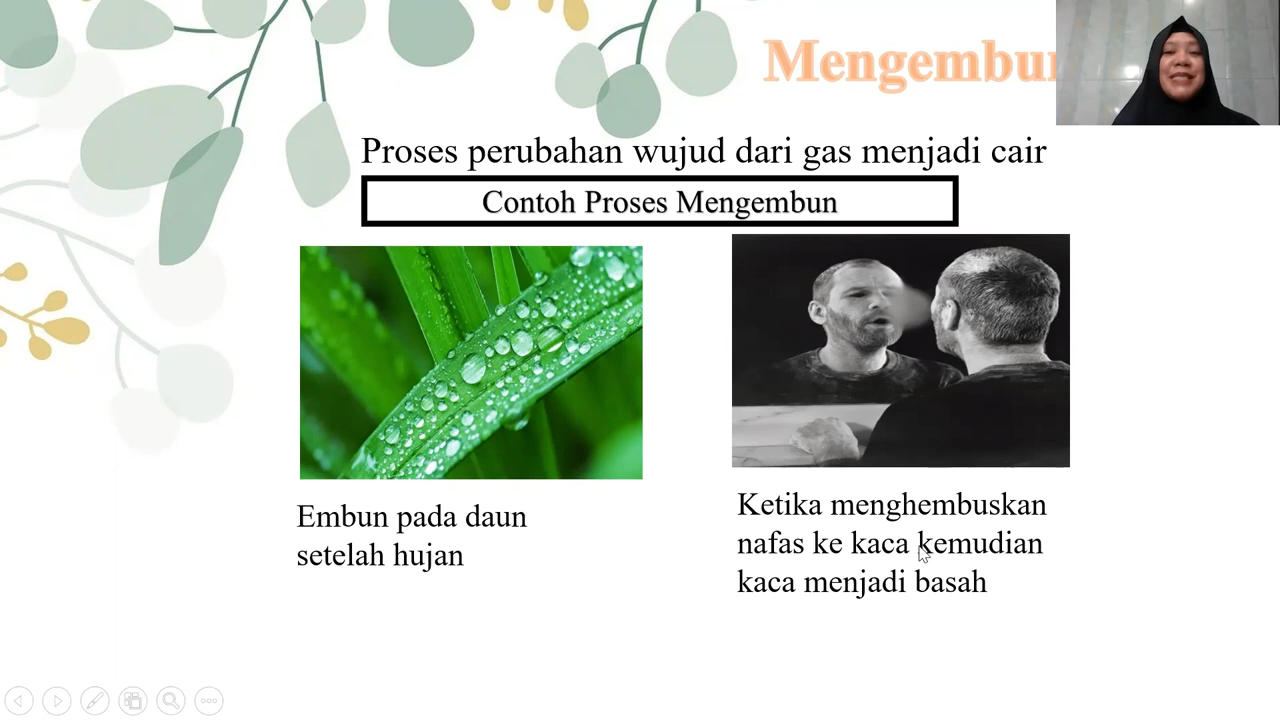 Mengembun
Proses perubahan wujud dari gas menjadi cair
Contoh Proses Mengembun
Embun pada daun
setelah hujan
Ketika menghembuskan
nafas ke kaca kemudian
kaca menjadi basah